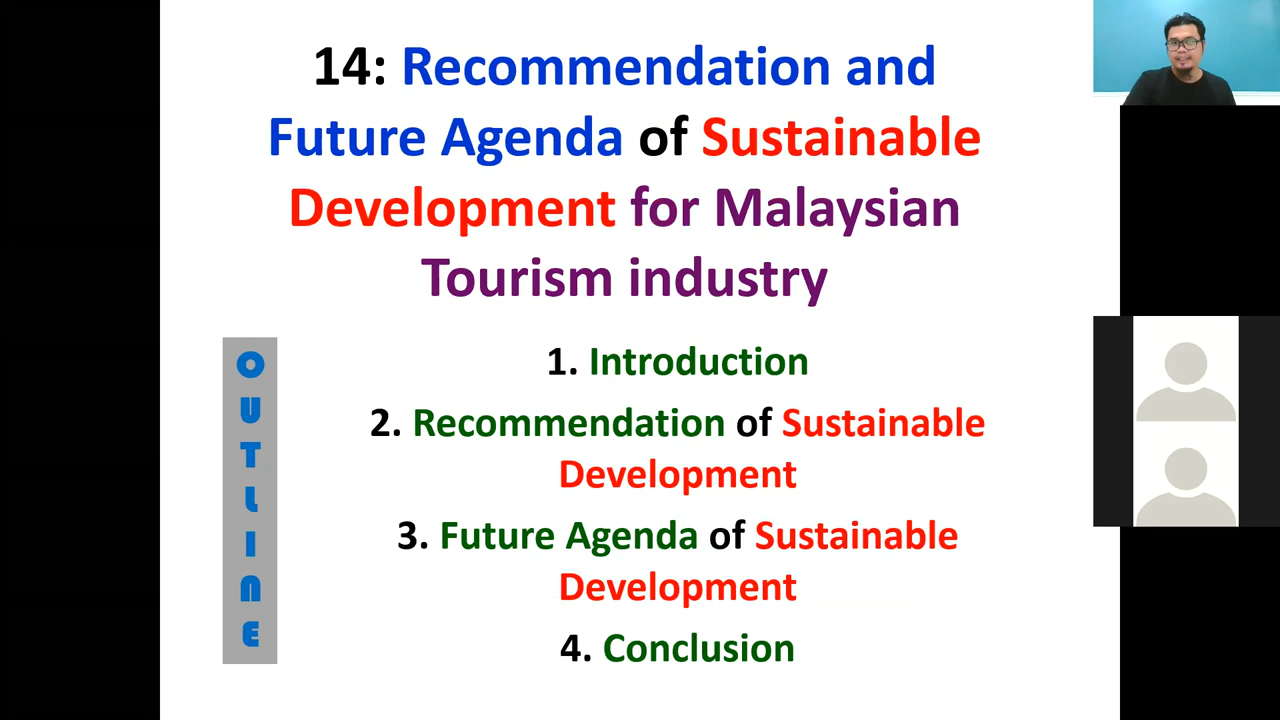 14: Recommendation and
Future Agenda of Sustainable
Development for Malaysian
Tourism industry
OUTLINE
1. Introduction
2. Recommendation of Sustainable
Development
3. Future Agenda of Sustainable
Development
4. Conclusion